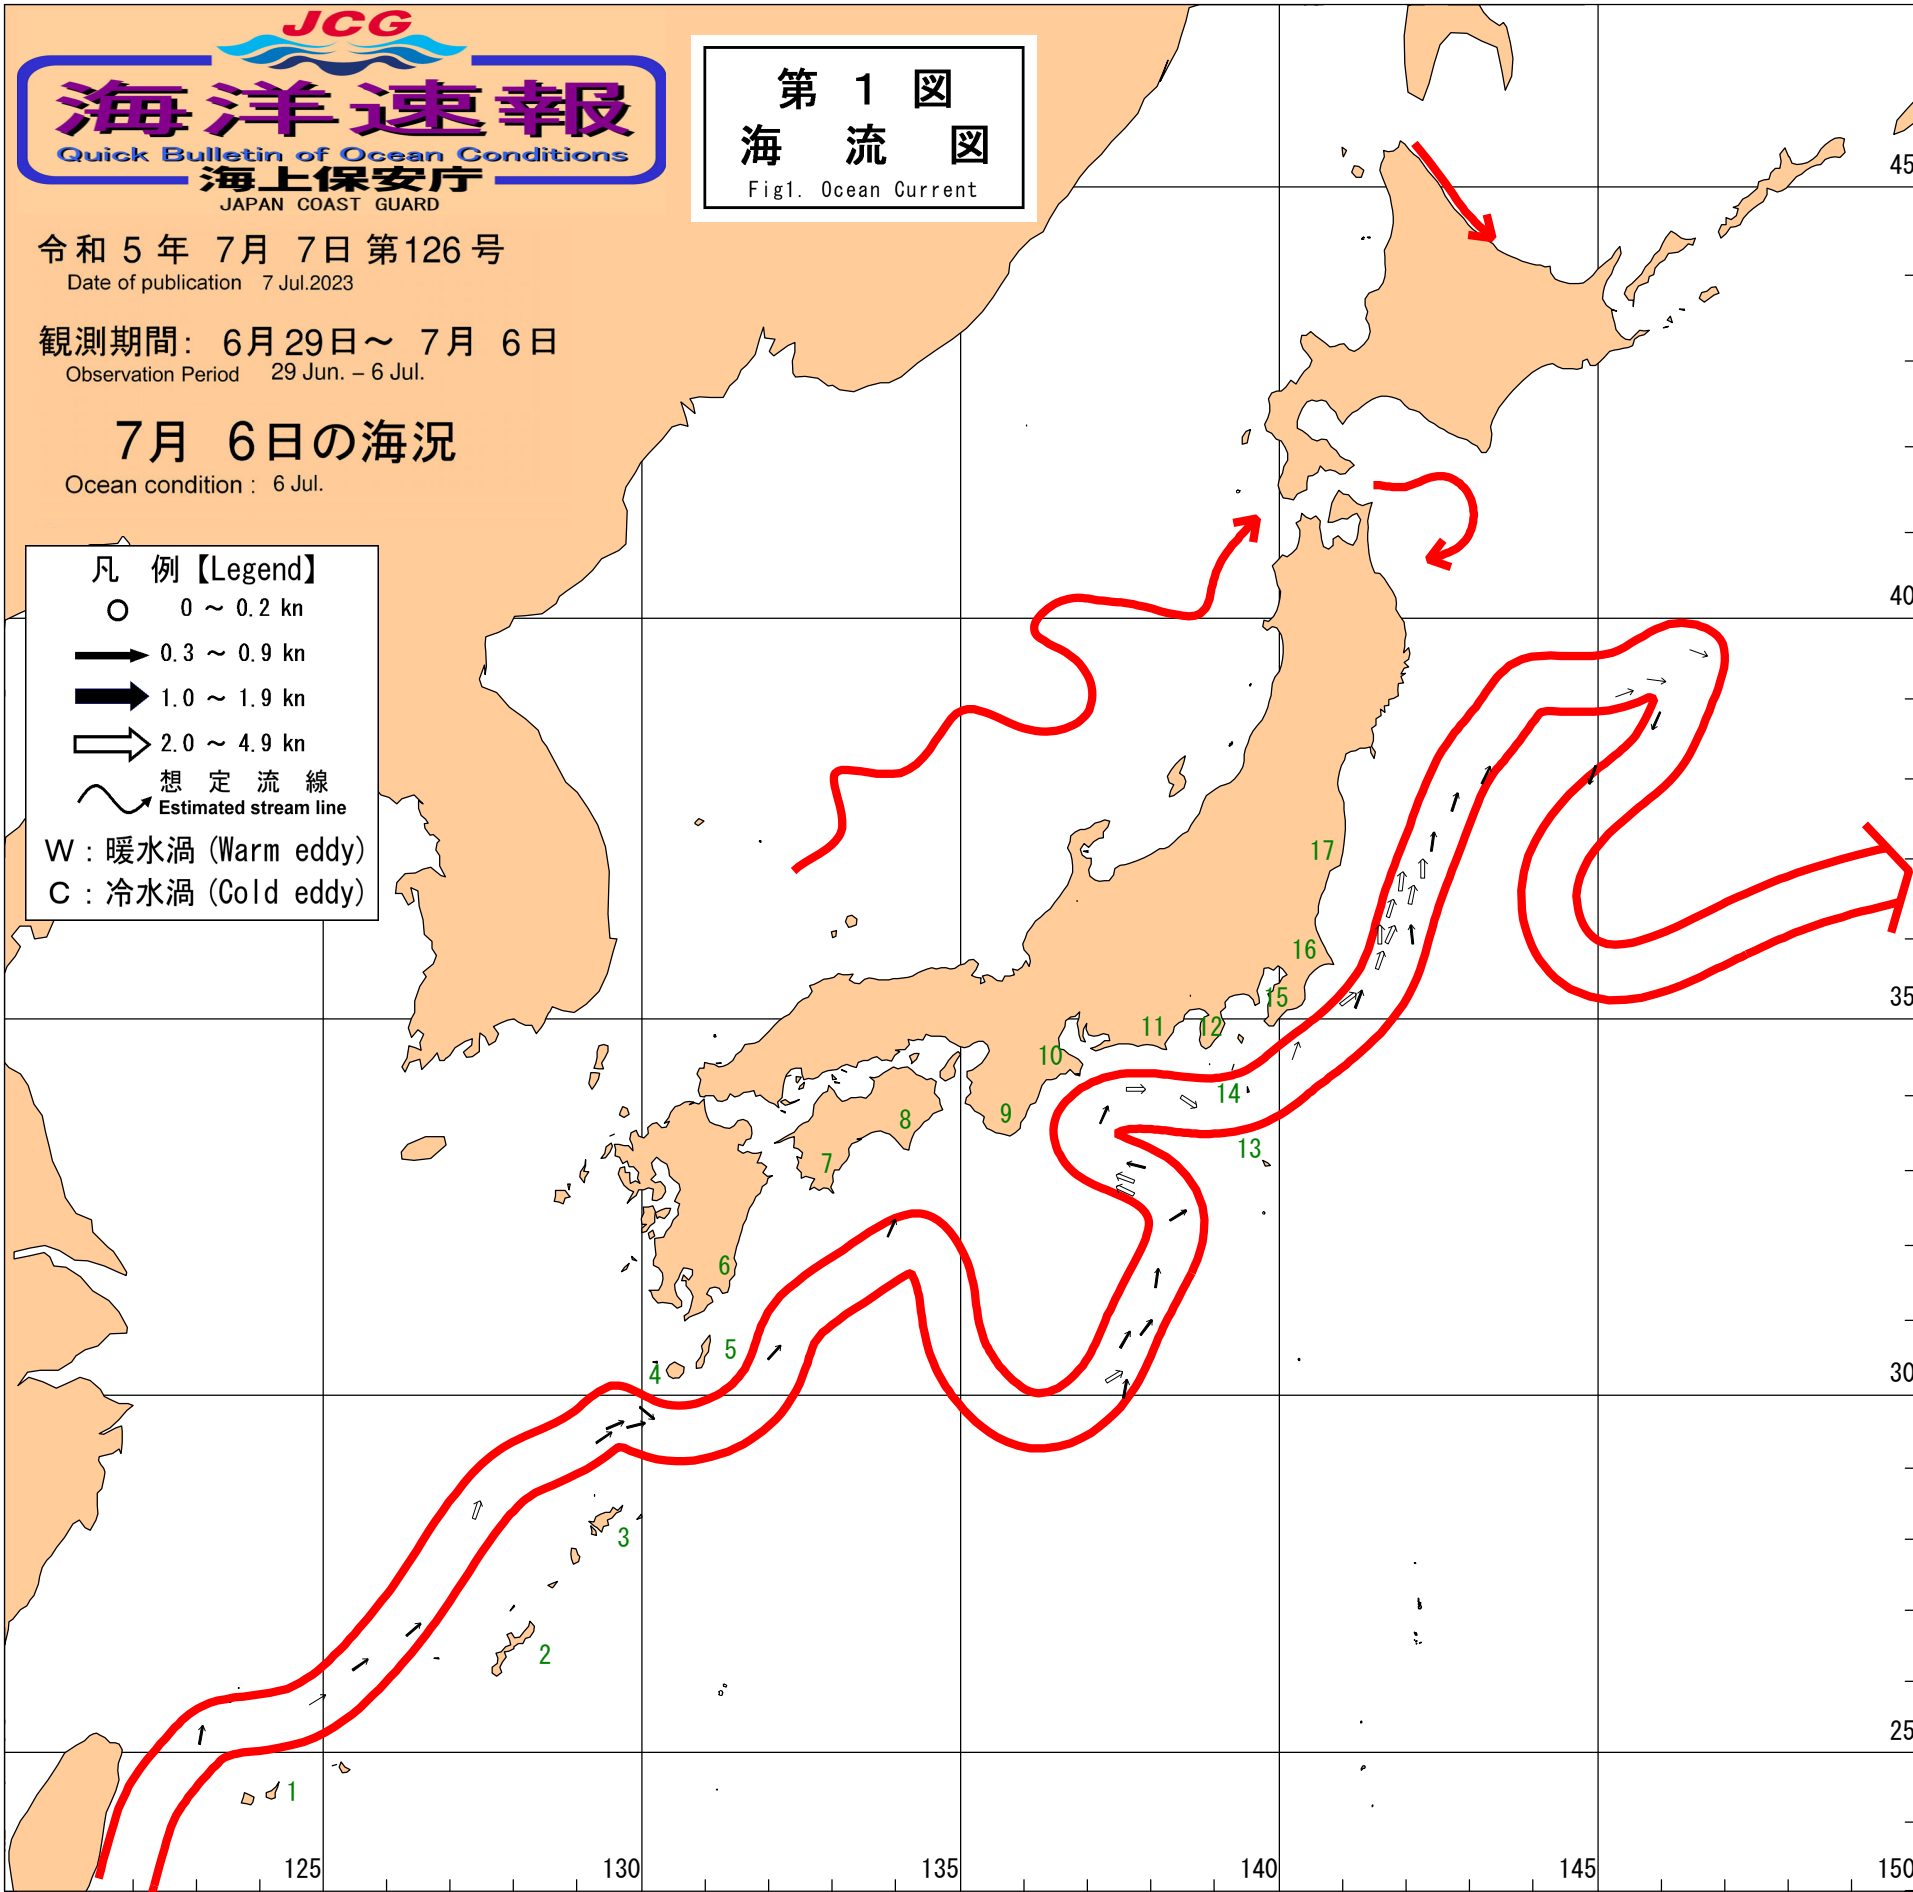 JCG
海洋速報
Quick Bulletin of Ocean Conditions
海上保安庁
JAPAN COAST GUARD
第 1 図
海 流 図
Fig1. Ocean Current
令和 5 年 7月 7日 第126 号
Date of publication 7 Jul.2023
観測期間: 6月29日～ 7月 6日
Observation Period 29 Jun. – 6 Jul.
7月 6日の海況
Ocean condition : 6 Jul.
凡 例【Legend】
0 ～ 0.2 kn
0.3 ～ 0.9 kn
1.0 ～ 1.9 kn
2.0 ～ 4.9 kn
想 定 流 線
Estimated stream line
W : 暖水渦 (Warm eddy)
C : 冷水渦 (Cold eddy)
45
40
17
16
35
15
12
11
10
14
9
8
13
7
6
5
4
30
3
2
25
1
125
130
135
140
145
150